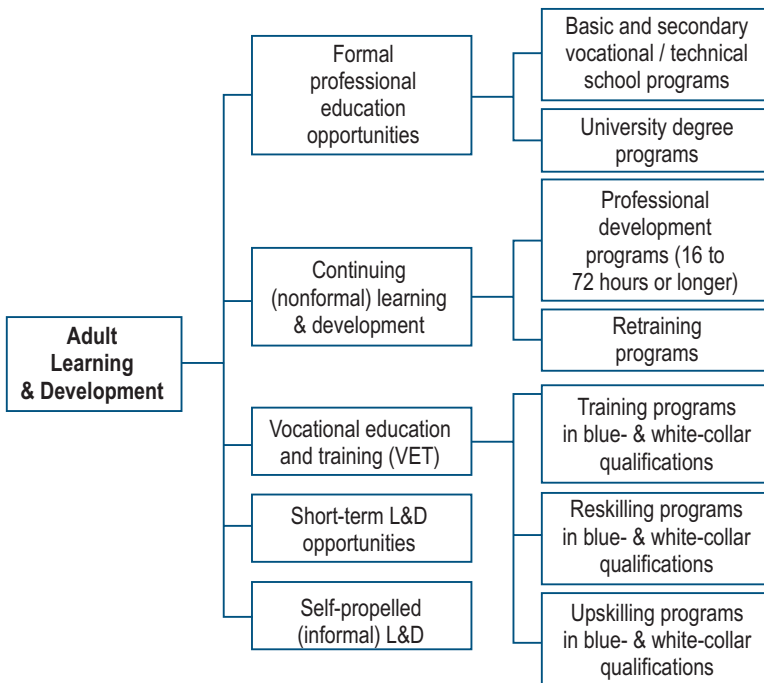 Adult
Learning
& Development
Formal
professional
education
opportunities
Basic and secondary
vocational / technical
school programs
University degree
programs
Continuing
(nonformal) learning
& development
Professional
development
programs (16 to
72 hours or longer)
Retraining
programs
Vocational education
and training (VET)
Training programs
in blue- & white-collar
qualifications
Reskilling programs
in blue- & white-collar
qualifications
Upskilling programs
in blue- & white-collar
qualifications
Short-term L&D
opportunities
Self-propelled
(informal) L&D